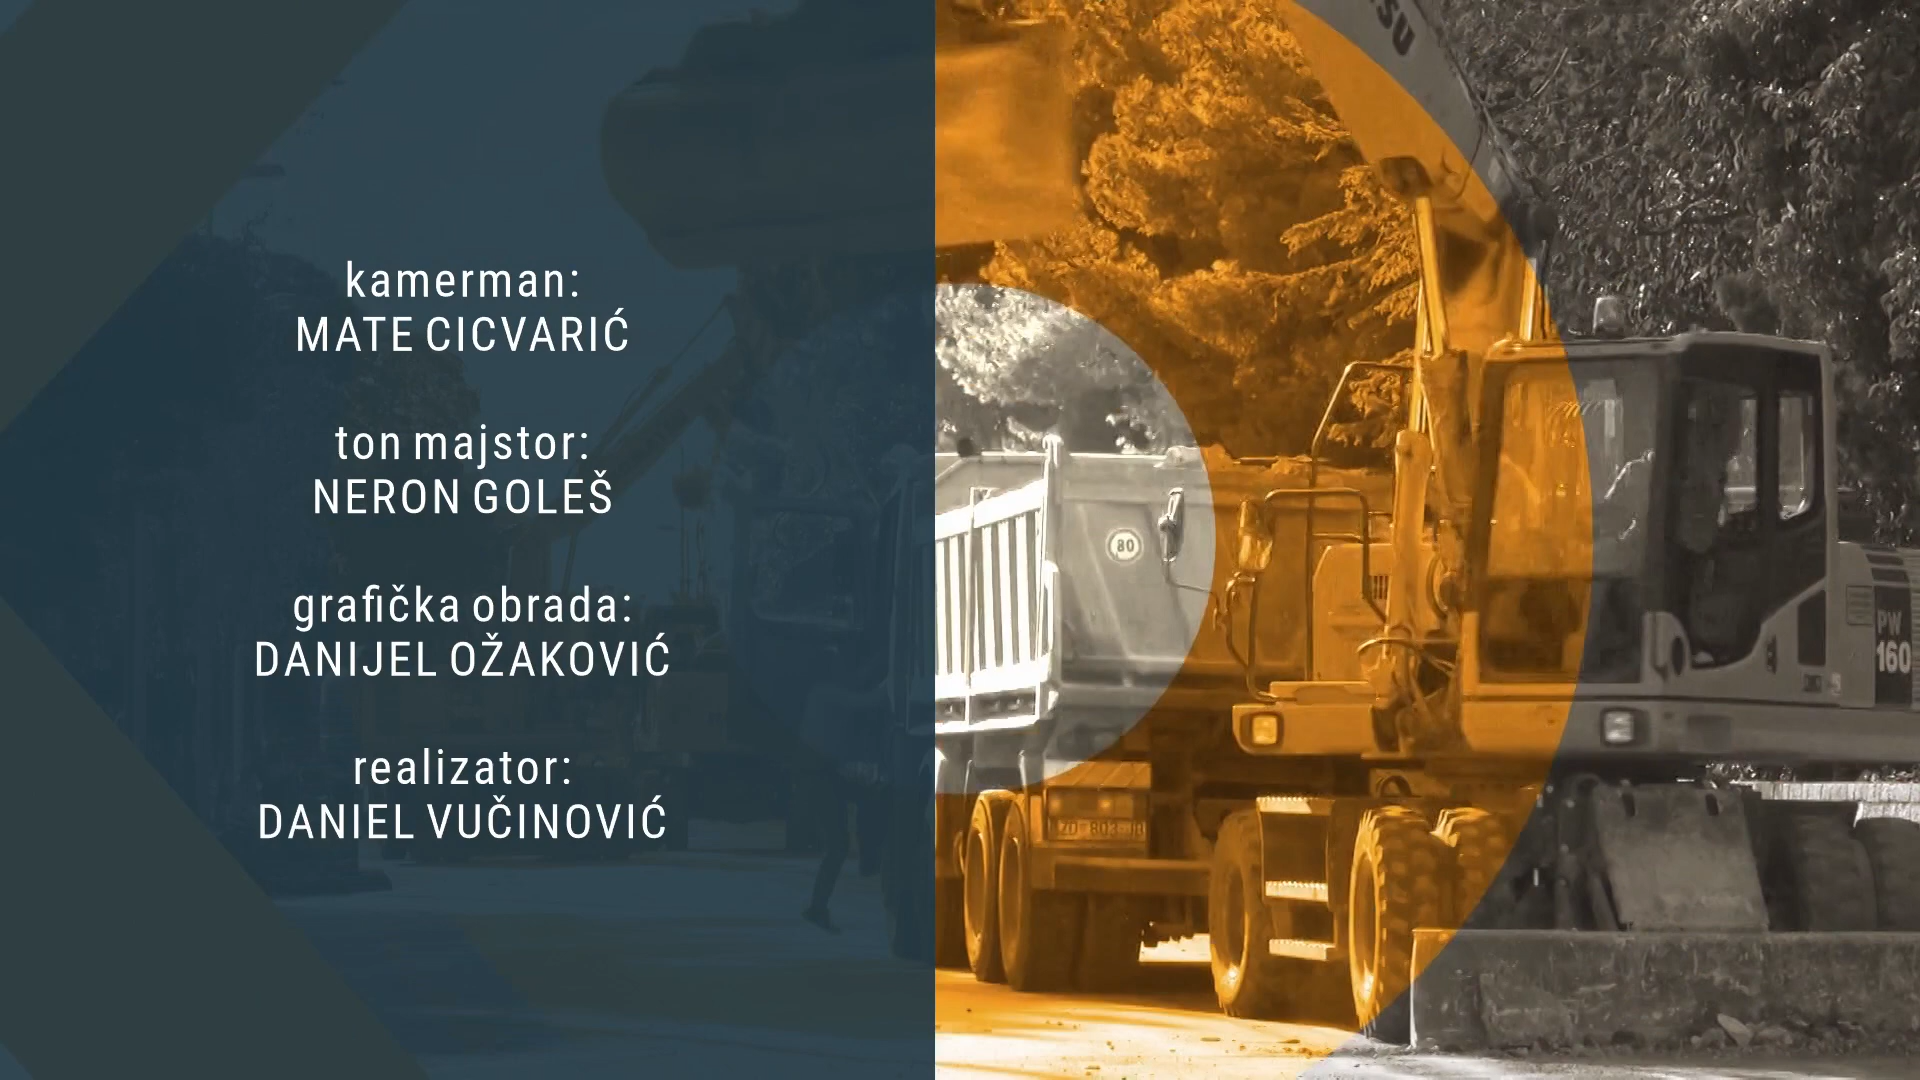 kamerman:
MATE CICVARIĆ
ton majstor:
NERON GOLEŠ
grafička obrada:
DANIJEL OŽAKOVIĆ
realizator:
DANIEL VUČINOVIĆ
80
PW
160